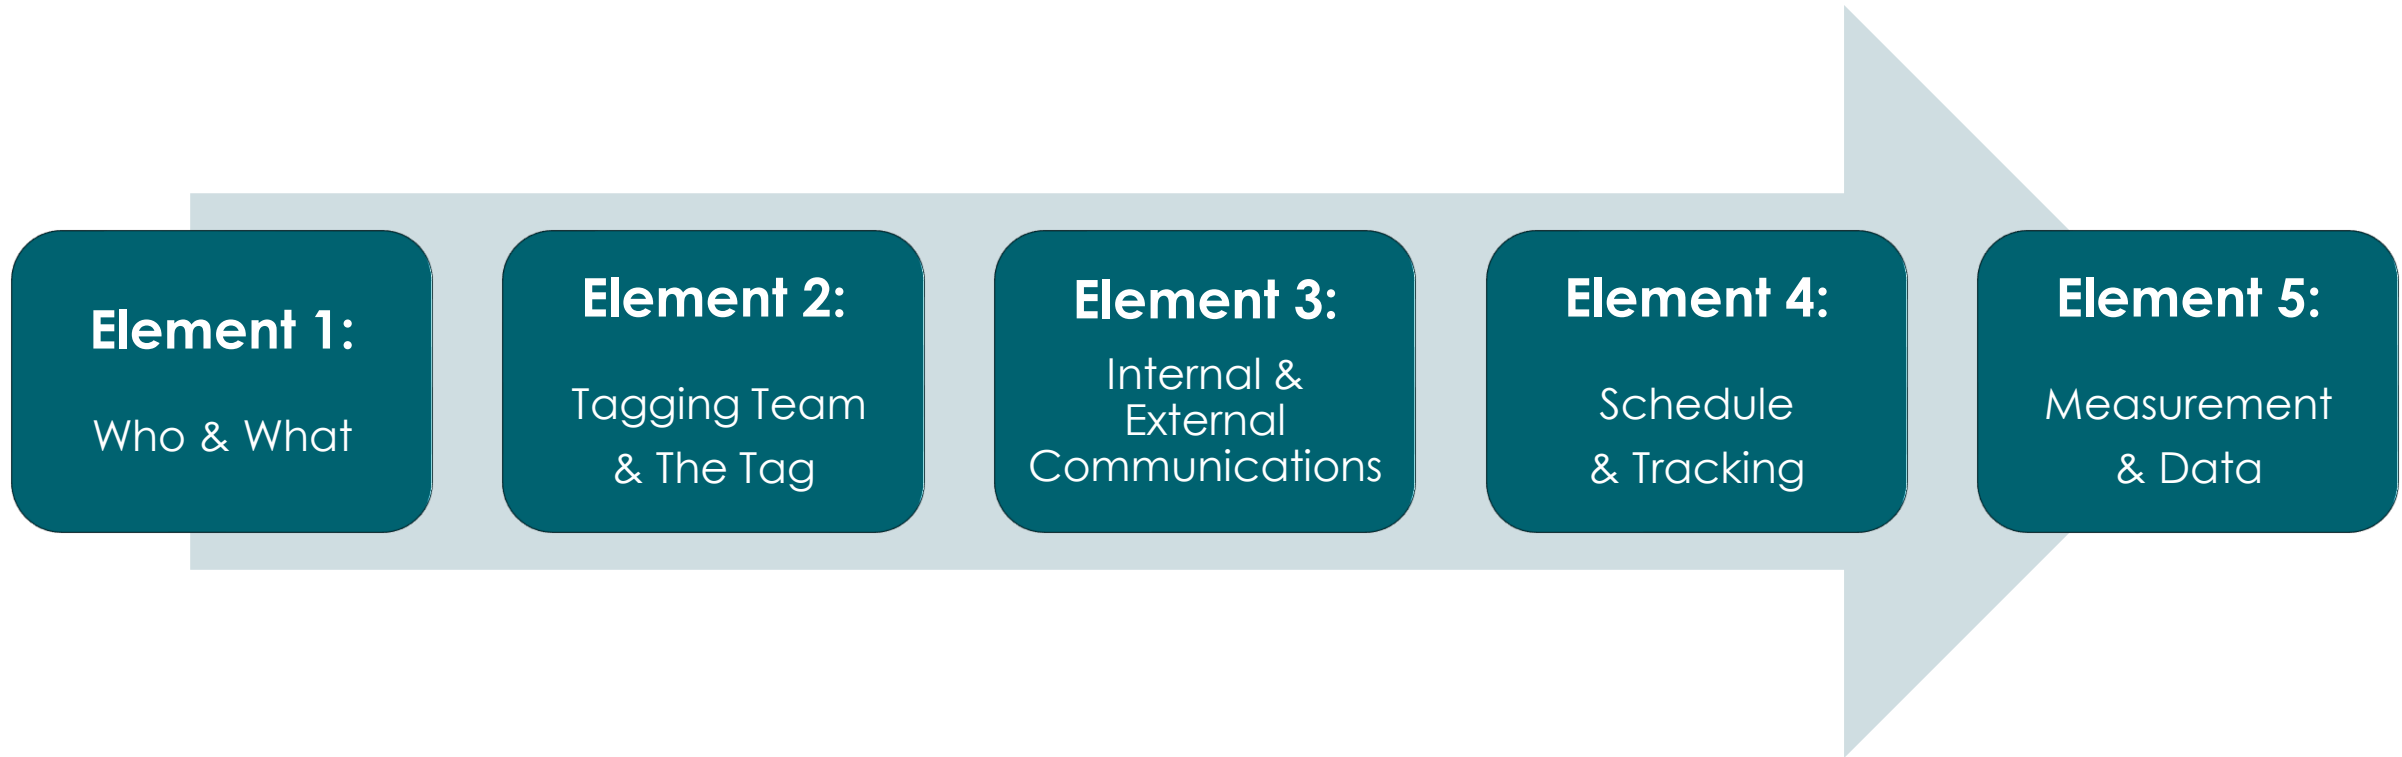 Element 1:
Who & What
Element 2:
Tagging Team
& The Tag
Element 3:
Internal &
External
Communications
Element 4:
Schedule
& Tracking
Element 5:
Measurement
& Data